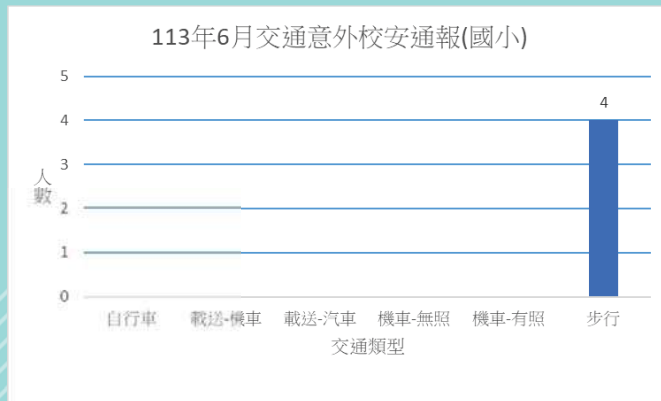 113年6月交通意外校安通報(國小)
5
4
3
2
1
0
人數
4
自行車 載送-機車 載送-汽車 機車-無照 機車-有照 步行
交通類型